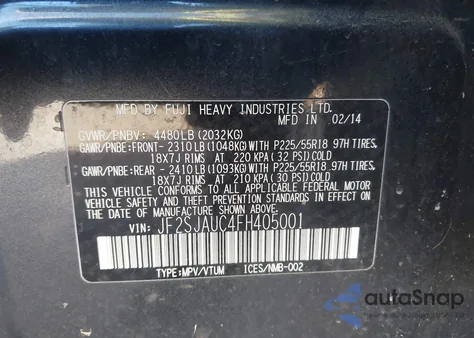 MFD BY FUJI HEAVY INDUSTRIES LTD.
MFD IN 02/14
GVWR/PNBV: 4480LB(2032KG)
GAWR/PNBE:FRONT- 2310LB(1048KG)WITH P225/55R18 97H TIRES,
18X7J RIMS AT 220 KPA(32 PSI)COLD
GAWR/PNBE:REAR -2410LB(1093KG)WITH P225/55R18 97H TIRES,
18X7J RIMS AT 210 KPA(30 PSI)COLD
THIS VEHICLE CONFORMS TO ALL APPLICABLE FEDERAL
MOTOR VEHICLE SAFETY
STANDARDS IN EFFECT ON THE DATE OF MANUFACTURE SHOWN ABOVE.
VIN: JF2SJAUC4FH405001
TYPE:MPV/VTUM ICES/NMB-002
autoSnap
AUTOSNAP.COM